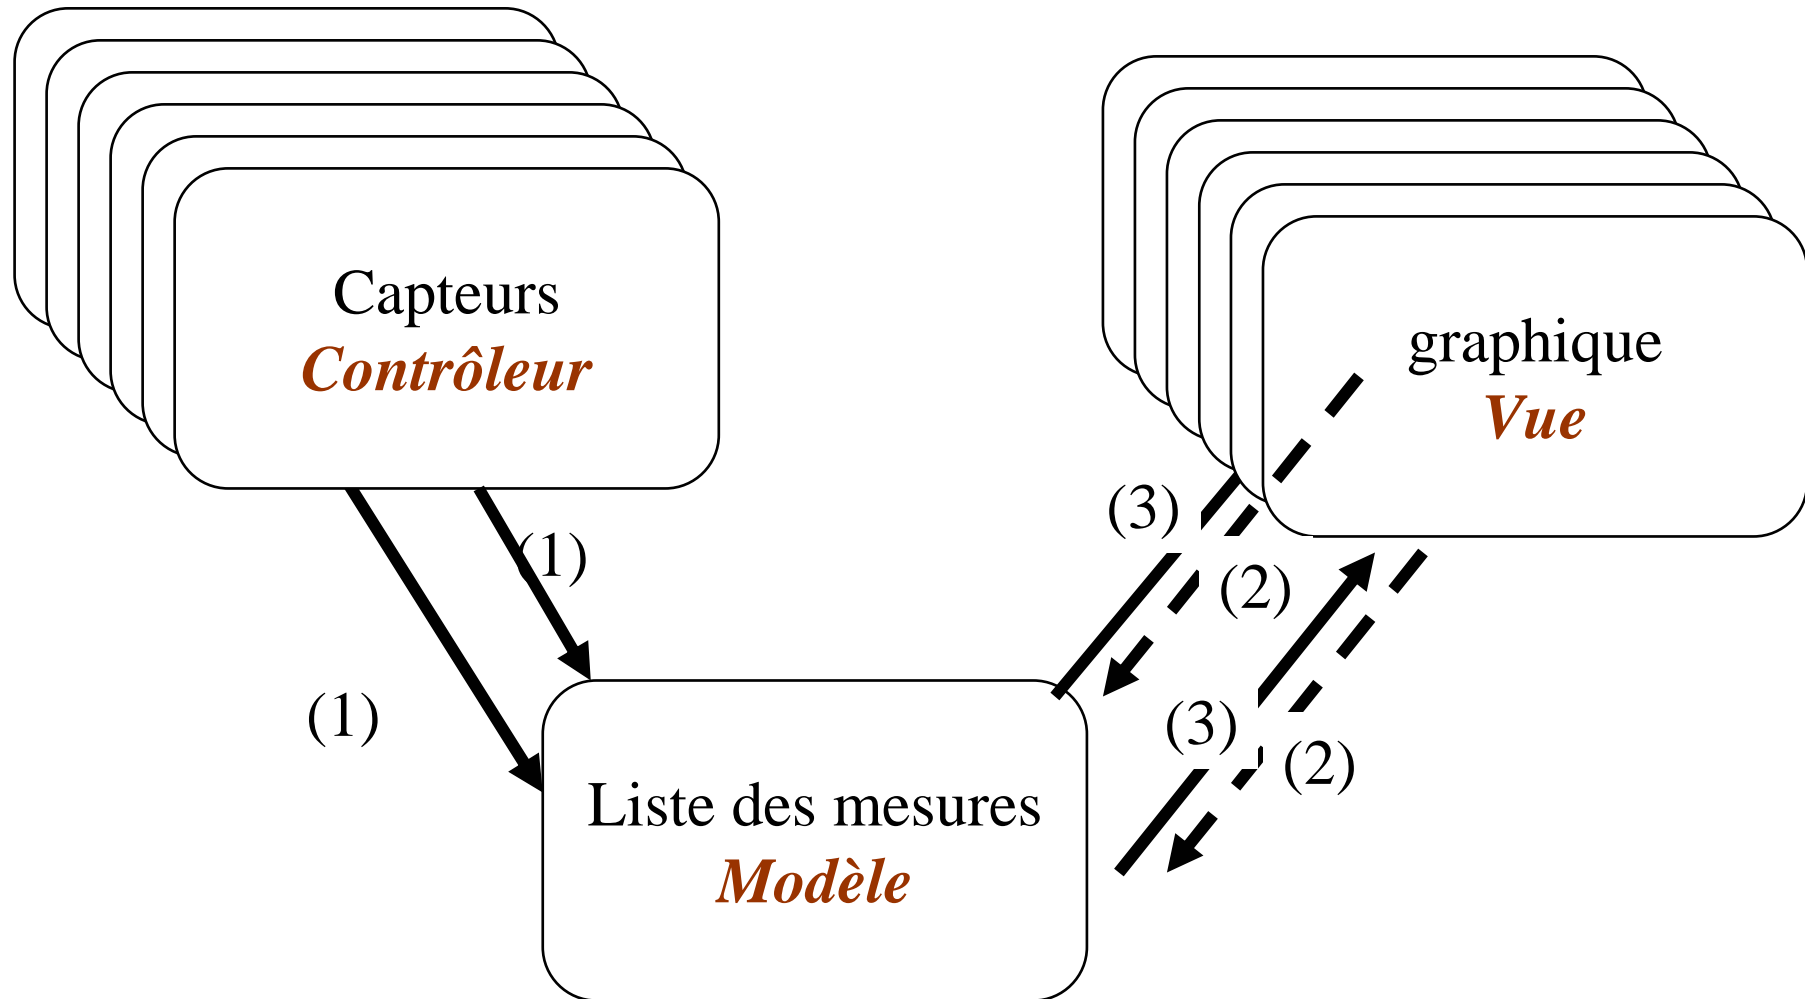 Capteurs
Contrôleur
graphique
Vue
(3)
(1)
(2)
(1)
(3)
(2)
Liste des mesures
Modèle